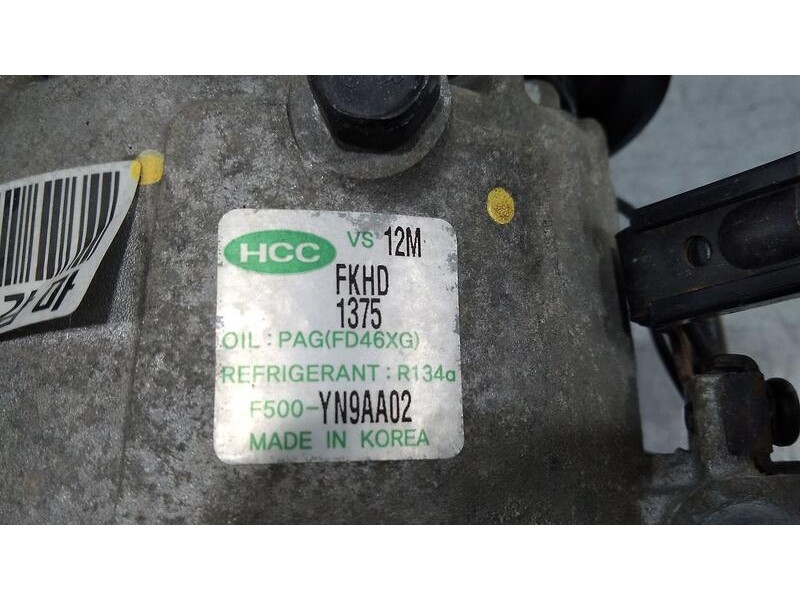 HCC VS 12M
FKHD
1375
OIL : PAG(FD46XG)
REFRIGERANT : R134a
F500-YN9AA02
MADE IN KOREA